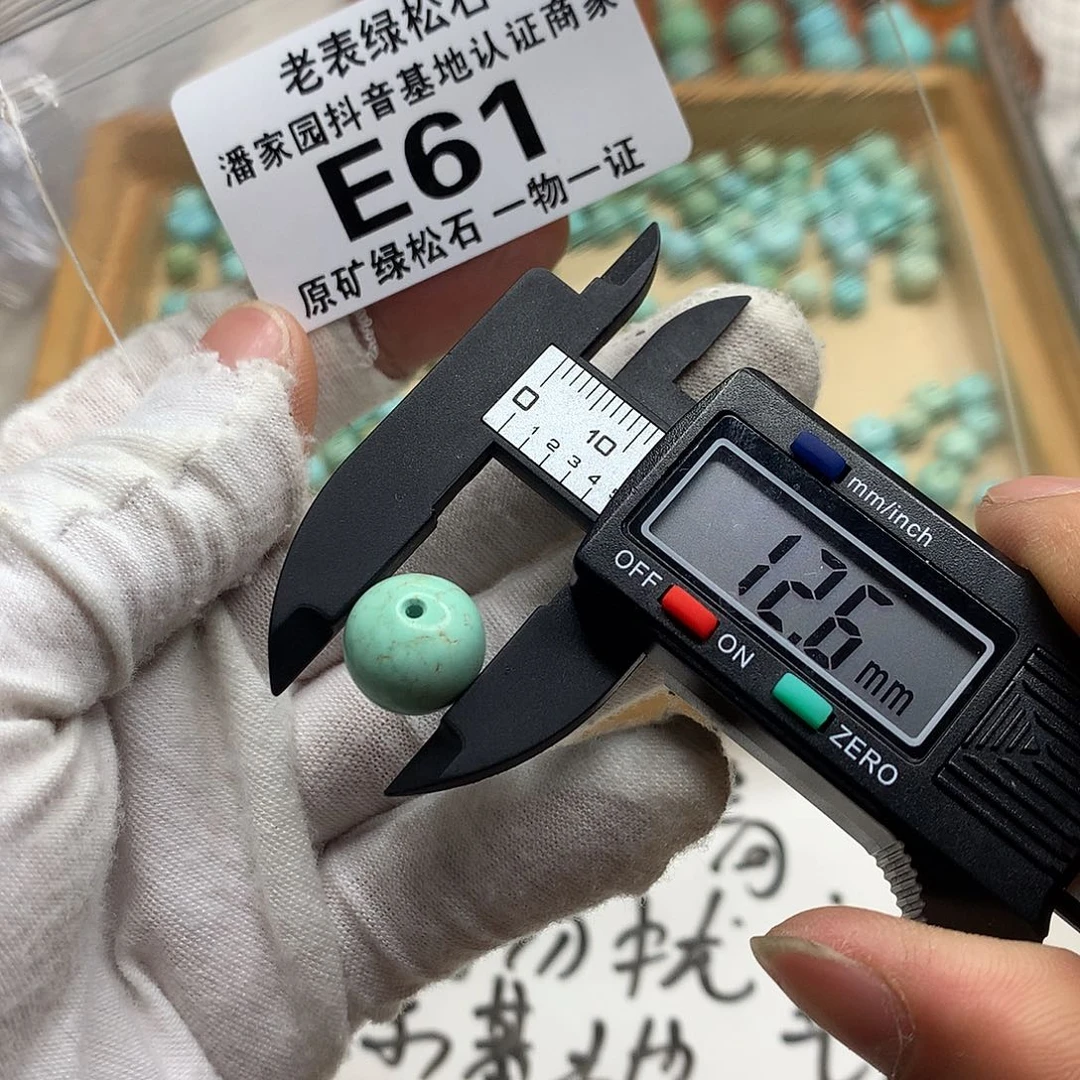 老表绿松石
潘家园抖音基地认证商家
E61
原矿绿松石 一物一证
0
10
1 2 3 4
mm/inch
12.6 mm
OFF
ON
ZERO